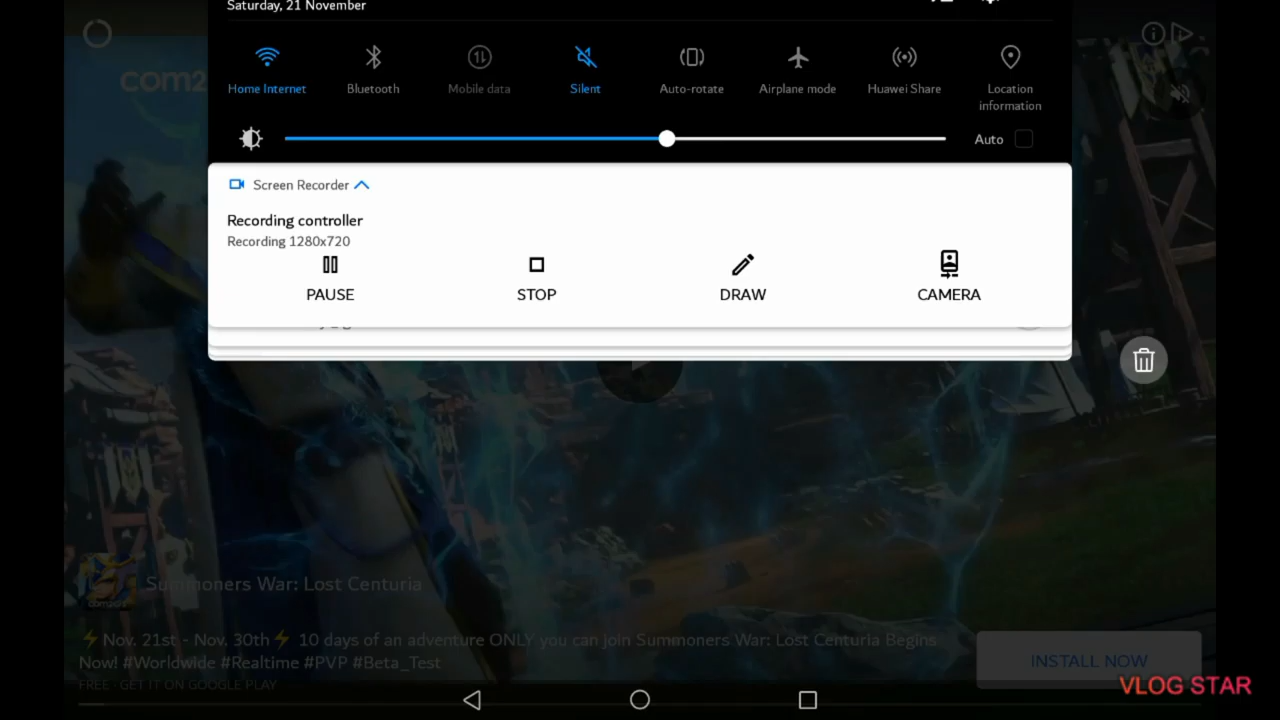 Saturday, 21 November
com2
Home Internet
Bluetooth
Mobile data
Silent
Auto-rotate
Airplane mode
Huawei Share
Location
information
Auto
Screen Recorder
Recording controller
Recording 1280x720
PAUSE
STOP
DRAW
CAMERA
Summoners War: Lost Centuria
⚡Nov. 21st - Nov. 30th⚡ 10 days of an adventure ONLY you can join Summoners War: Lost Centuria Begins
Now! #Worldwide #Realtime #PVP #Beta_Test
FREE · GET IT ON GOOGLE PLAY
INSTALL NOW
VLOG STAR